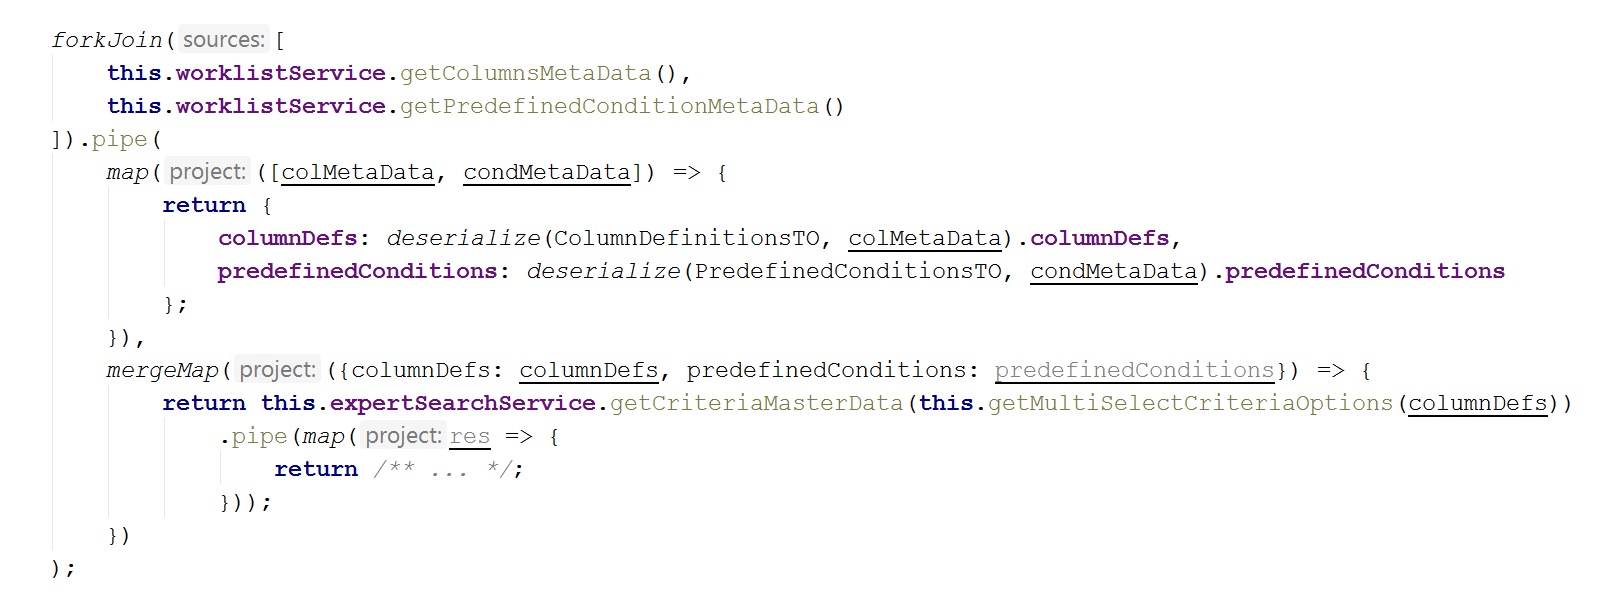 forkJoin( sources: [
this.worklistService.getColumnsMetaData(),
this.worklistService.getPredefinedConditionMetaData()
]).pipe(
map( project: ([colMetaData, condMetaData]) => {
return {
columnDefs: deserialize(ColumnDefinitionsTO, colMetaData).columnDefs,
predefinedConditions: deserialize(PredefinedConditionsTO, condMetaData).predefinedConditions
};
}),
mergeMap( project: ({columnDefs: columnDefs, predefinedConditions: predefinedConditions}) => {
return this.expertSearchService.getCriteriaMasterData(this.getMultiSelectCriteriaOptions(columnDefs))
.pipe(map( project: res => {
return /** ... */;
}));
})
);